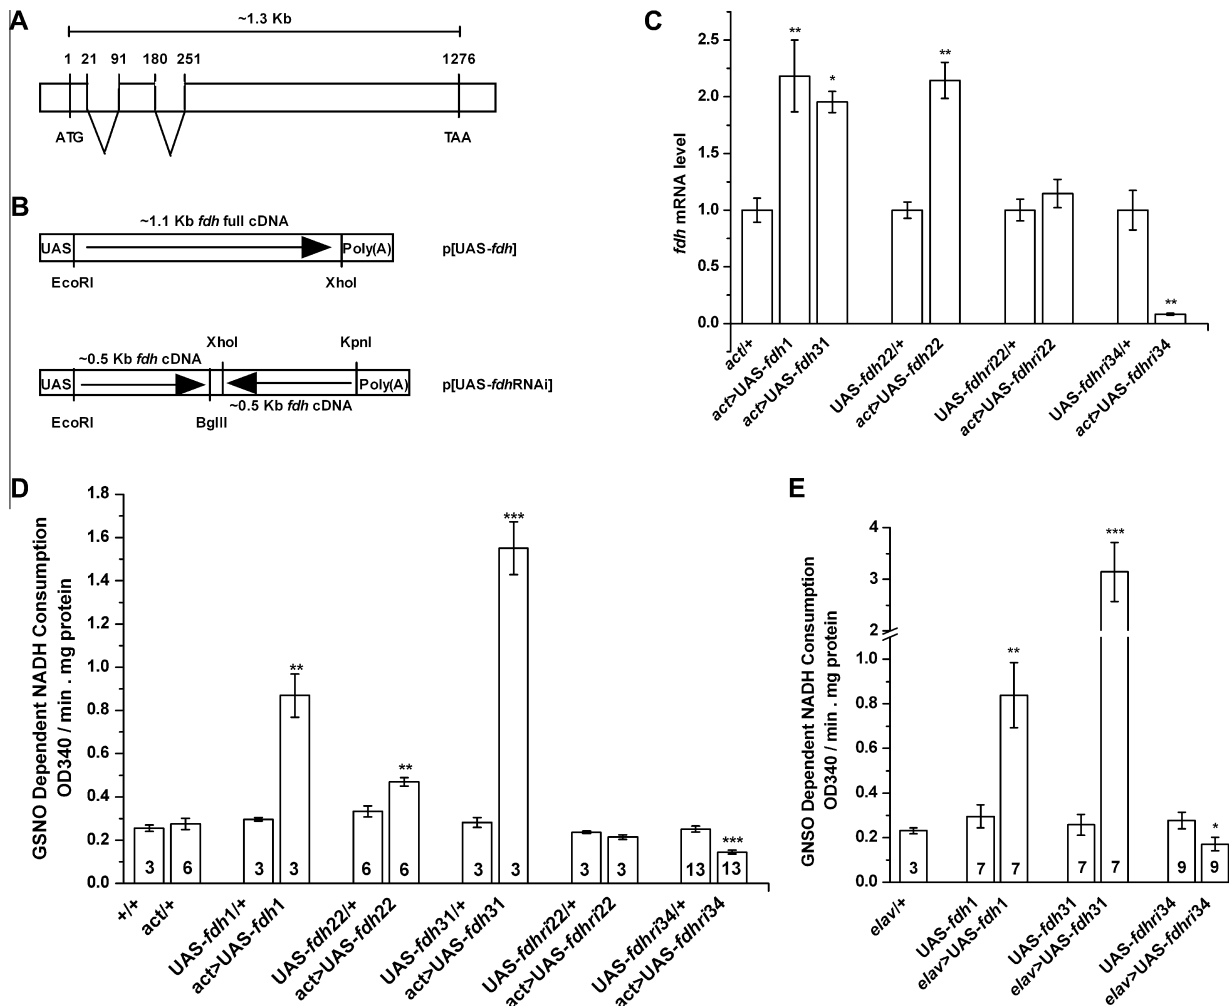 A
~1.3 Kb
1 21 91 180 251 1276
ATG TAA
B
~1.1 Kb fdh full cDNA
UAS Poly(A) p[UAS-fdh]
EcoRI XhoI
XhoI KpnI
~0.5 Kb fdh cDNA
UAS Poly(A) p[UAS-fdhRNAi]
~0.5 Kb fdh cDNA
EcoRI BglII
C
fdh mRNA level
2.5
2.0
1.5
1.0
0.5
0.0
** * ** **
act/+
act>UAS-fdh1
act>UAS-fdh31
UAS-fdh22/+
act>UAS-fdh22
UAS-fdhri22/+
act>UAS-fdhri22
UAS-fdhri34/+
act>UAS-fdhri34
D
GSNO Dependent NADH Consumption
OD340 / min . mg protein
1.8
1.6
1.4
1.2
1.0
0.8
0.6
0.4
0.2
0.0
** ** *** ***
3 6 3 3 6 6 3 3 3 3 13 13
+/+
act/+
UAS-fdh1/+
act>UAS-fdh1
UAS-fdh22/+
act>UAS-fdh22
UAS-fdh31/+
act>UAS-fdh31
UAS-fdhri22/+
act>UAS-fdhri22
UAS-fdhri34/+
act>UAS-fdhri34
E
GNSO Dependent NADH Consumption
OD340 / min . mg protein
4
3
2
1.0
0.8
0.6
0.4
0.2
0.0
** *** *
3 7 7 7 7 9 9
elav/+
UAS-fdh1
elav>UAS-fdh1
UAS-fdh31
elav>UAS-fdh31
UAS-fdhri34
elav>UAS-fdhri34